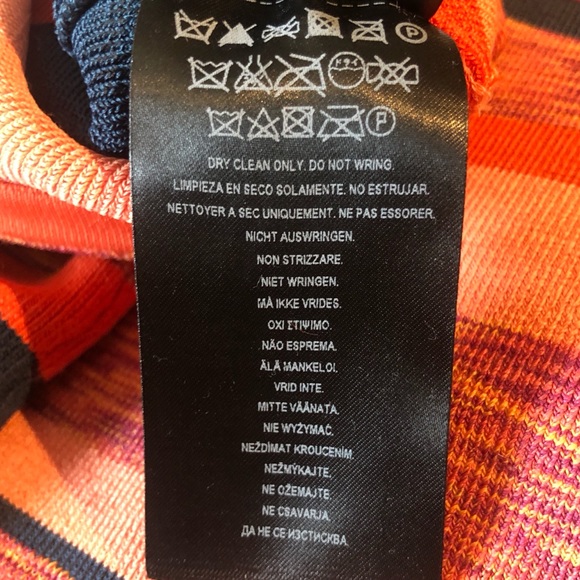 P
P
DRY CLEAN ONLY. DO NOT WRING.
LIMPIEZA EN SECO SOLAMENTE. NO ESTRUJAR.
NETTOYER A SEC UNIQUEMENT. NE PAS ESSORER.
NICHT AUSWRINGEN.
NON STRIZZARE.
NIET WRINGEN.
MÅ IKKE VRIDES.
OXI ΣTIΨIMO.
NÃO ESPREMA.
ÄLÄ MANKELOI.
VRID INTE.
MITTE VÄÄNATA.
NIE WYŻYMAĆ.
NEŽDÍMAT KROUCENÍM.
NEŽMÝKAJTE.
NE OŽEMAJTE.
NE CSAVARJA.
ДА НЕ СЕ ИЗСТИСКВА.